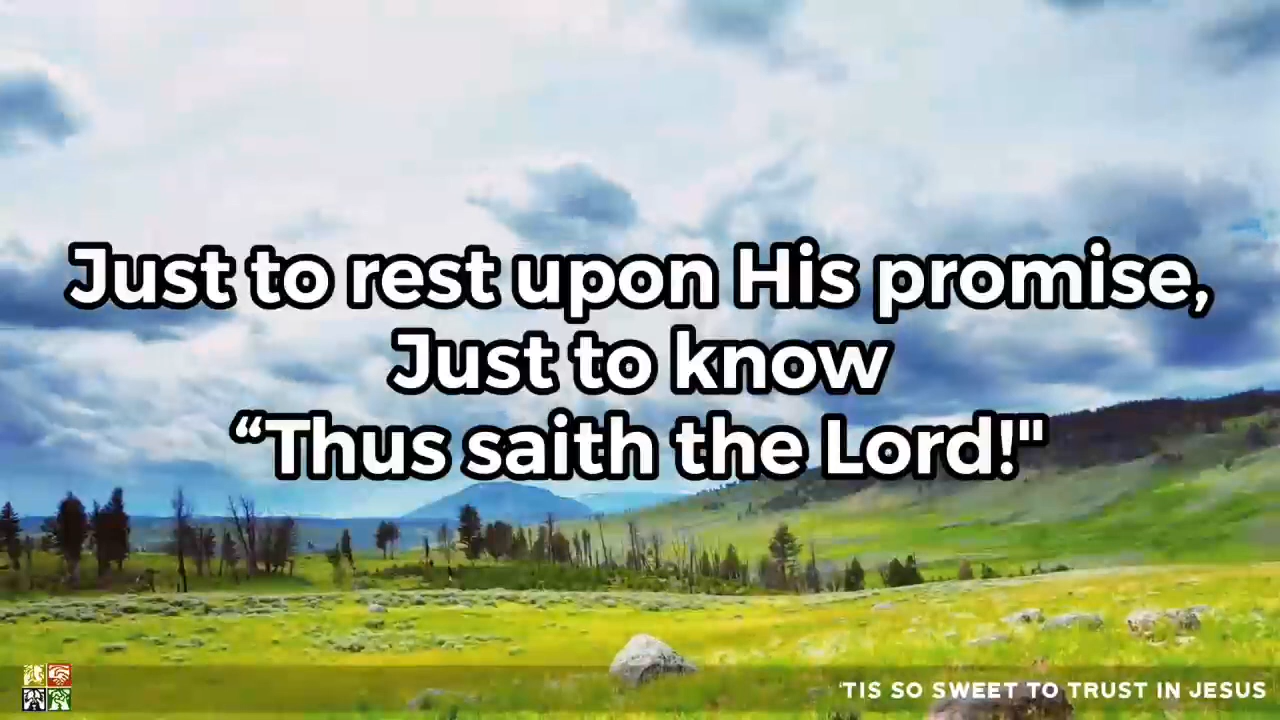 Just to rest upon His promise,
Just to know
“Thus saith the Lord!"
'TIS SO SWEET TO TRUST IN JESUS